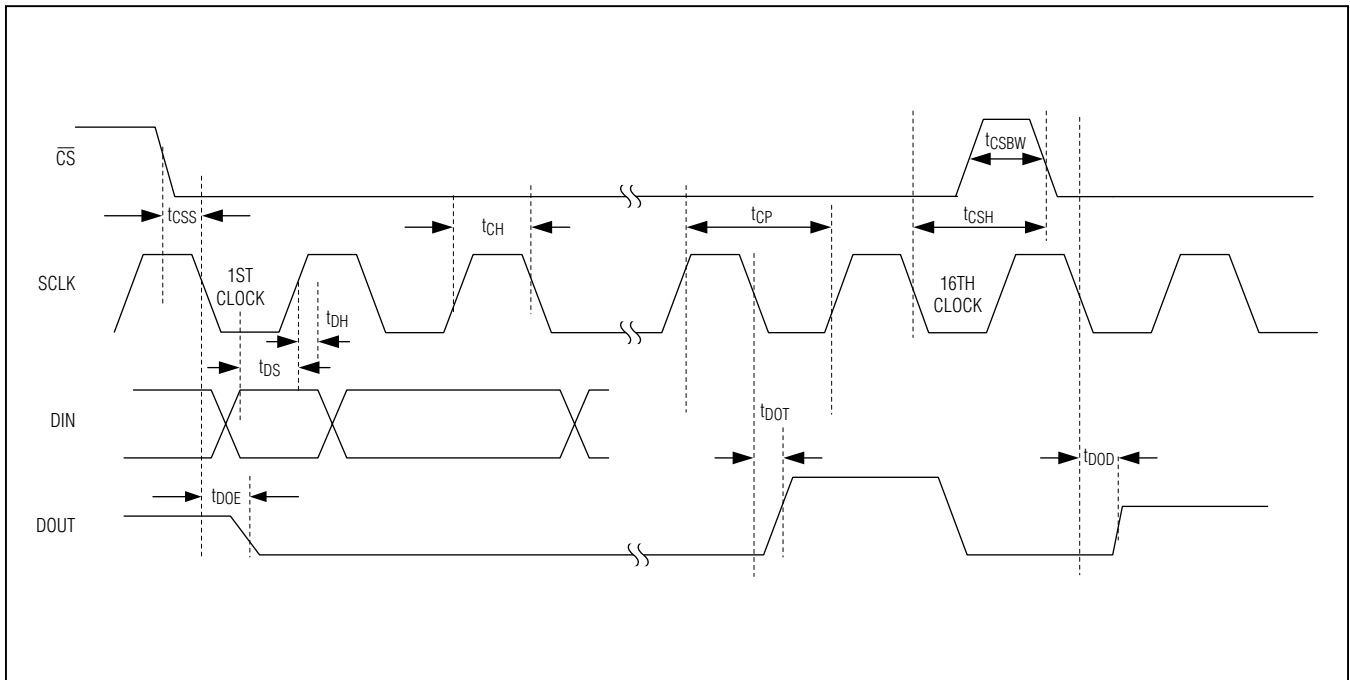 CS
tCSBW
tCSS
tCH
tCP
tCSH
SCLK
1ST
CLOCK
16TH
CLOCK
tDH
tDS
DIN
tDOT
tDOD
tDOE
DOUT